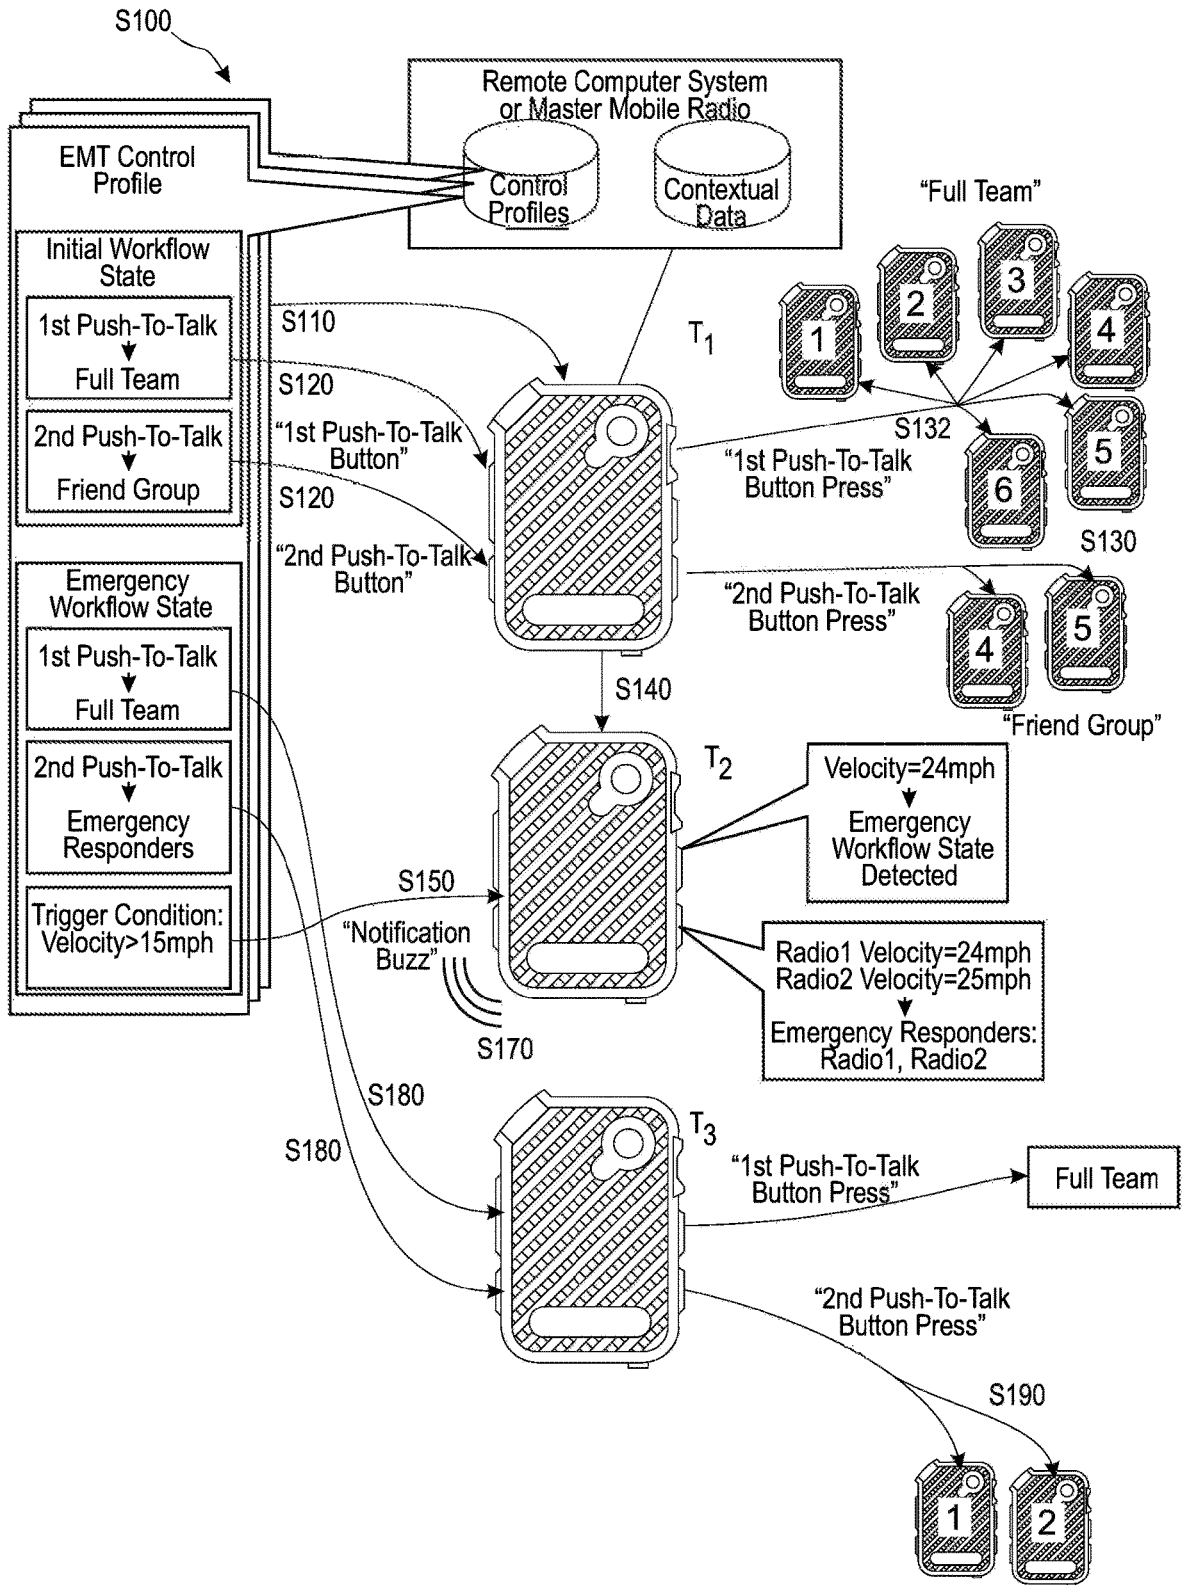 S100
Remote Computer System
or Master Mobile Radio
Control
Profiles
Contextual
Data
EMT Control
Profile
Initial Workflow
State
1st Push-To-Talk
Full Team
2nd Push-To-Talk
Friend Group
Emergency
Workflow State
1st Push-To-Talk
Full Team
2nd Push-To-Talk
Emergency
Responders
Trigger Condition:
Velocity>15mph
S110
S120
"1st Push-To-Talk
Button"
S120
"2nd Push-To-Talk
Button"
T1
"Full Team"
1
2
3
4
5
6
S132
"1st Push-To-Talk
Button Press"
S130
"2nd Push-To-Talk
Button Press"
4
5
"Friend Group"
S140
T2
Velocity=24mph
Emergency
Workflow State
Detected
S150
"Notification
Buzz"
S170
Radio1 Velocity=24mph
Radio2 Velocity=25mph
Emergency Responders:
Radio1, Radio2
S180
S180
T3
"1st Push-To-Talk
Button Press"
Full Team
"2nd Push-To-Talk
Button Press"
S190
1
2